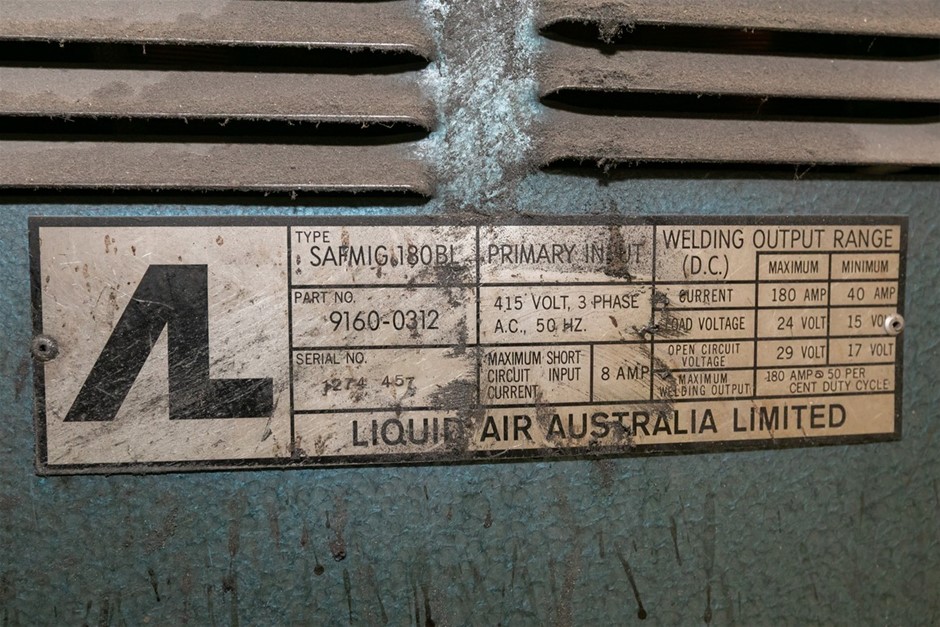 AL
TYPE
SAFMIG 180BL
PRIMARY INPUT
WELDING OUTPUT RANGE
(D.C.)
MAXIMUM
MINIMUM
PART NO.
9160-0312
415 VOLT, 3 PHASE
A.C., 50 HZ.
CURRENT
180 AMP
40 AMP
LOAD VOLTAGE
24 VOLT
15 VOLT
SERIAL NO.
1274 457
MAXIMUM SHORT
CIRCUIT INPUT
CURRENT
8 AMP
OPEN CIRCUIT
VOLTAGE
29 VOLT
17 VOLT
MAXIMUM
WELDING OUTPUT
180 AMP @ 50 PER
CENT DUTY CYCLE
LIQUID AIR AUSTRALIA LIMITED